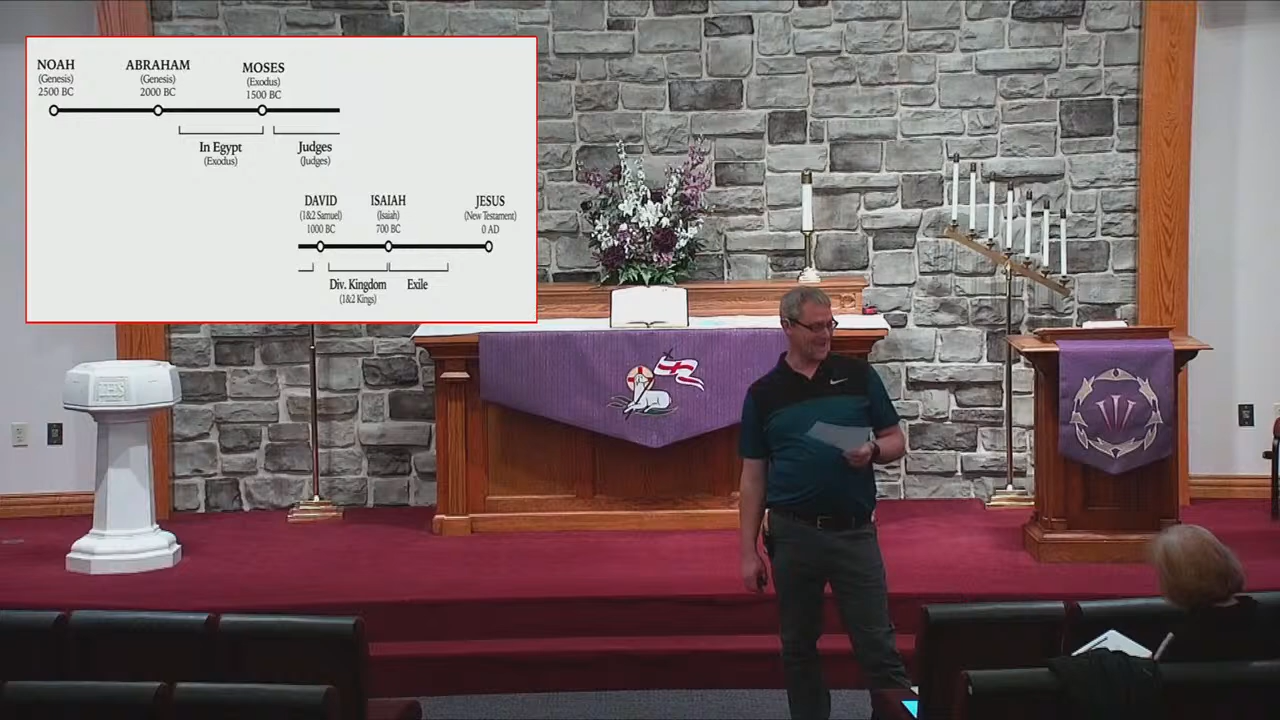 NOAH
(Genesis)
2500 BC
ABRAHAM
(Genesis)
2000 BC
MOSES
(Exodus)
1500 BC
In Egypt
(Exodus)
Judges
(Judges)
DAVID
(1&2 Samuel)
1000 BC
ISAIAH
(Isaiah)
700 BC
JESUS
(New Testament)
0 AD
Div. Kingdom
(1&2 Kings)
Exile
IHS